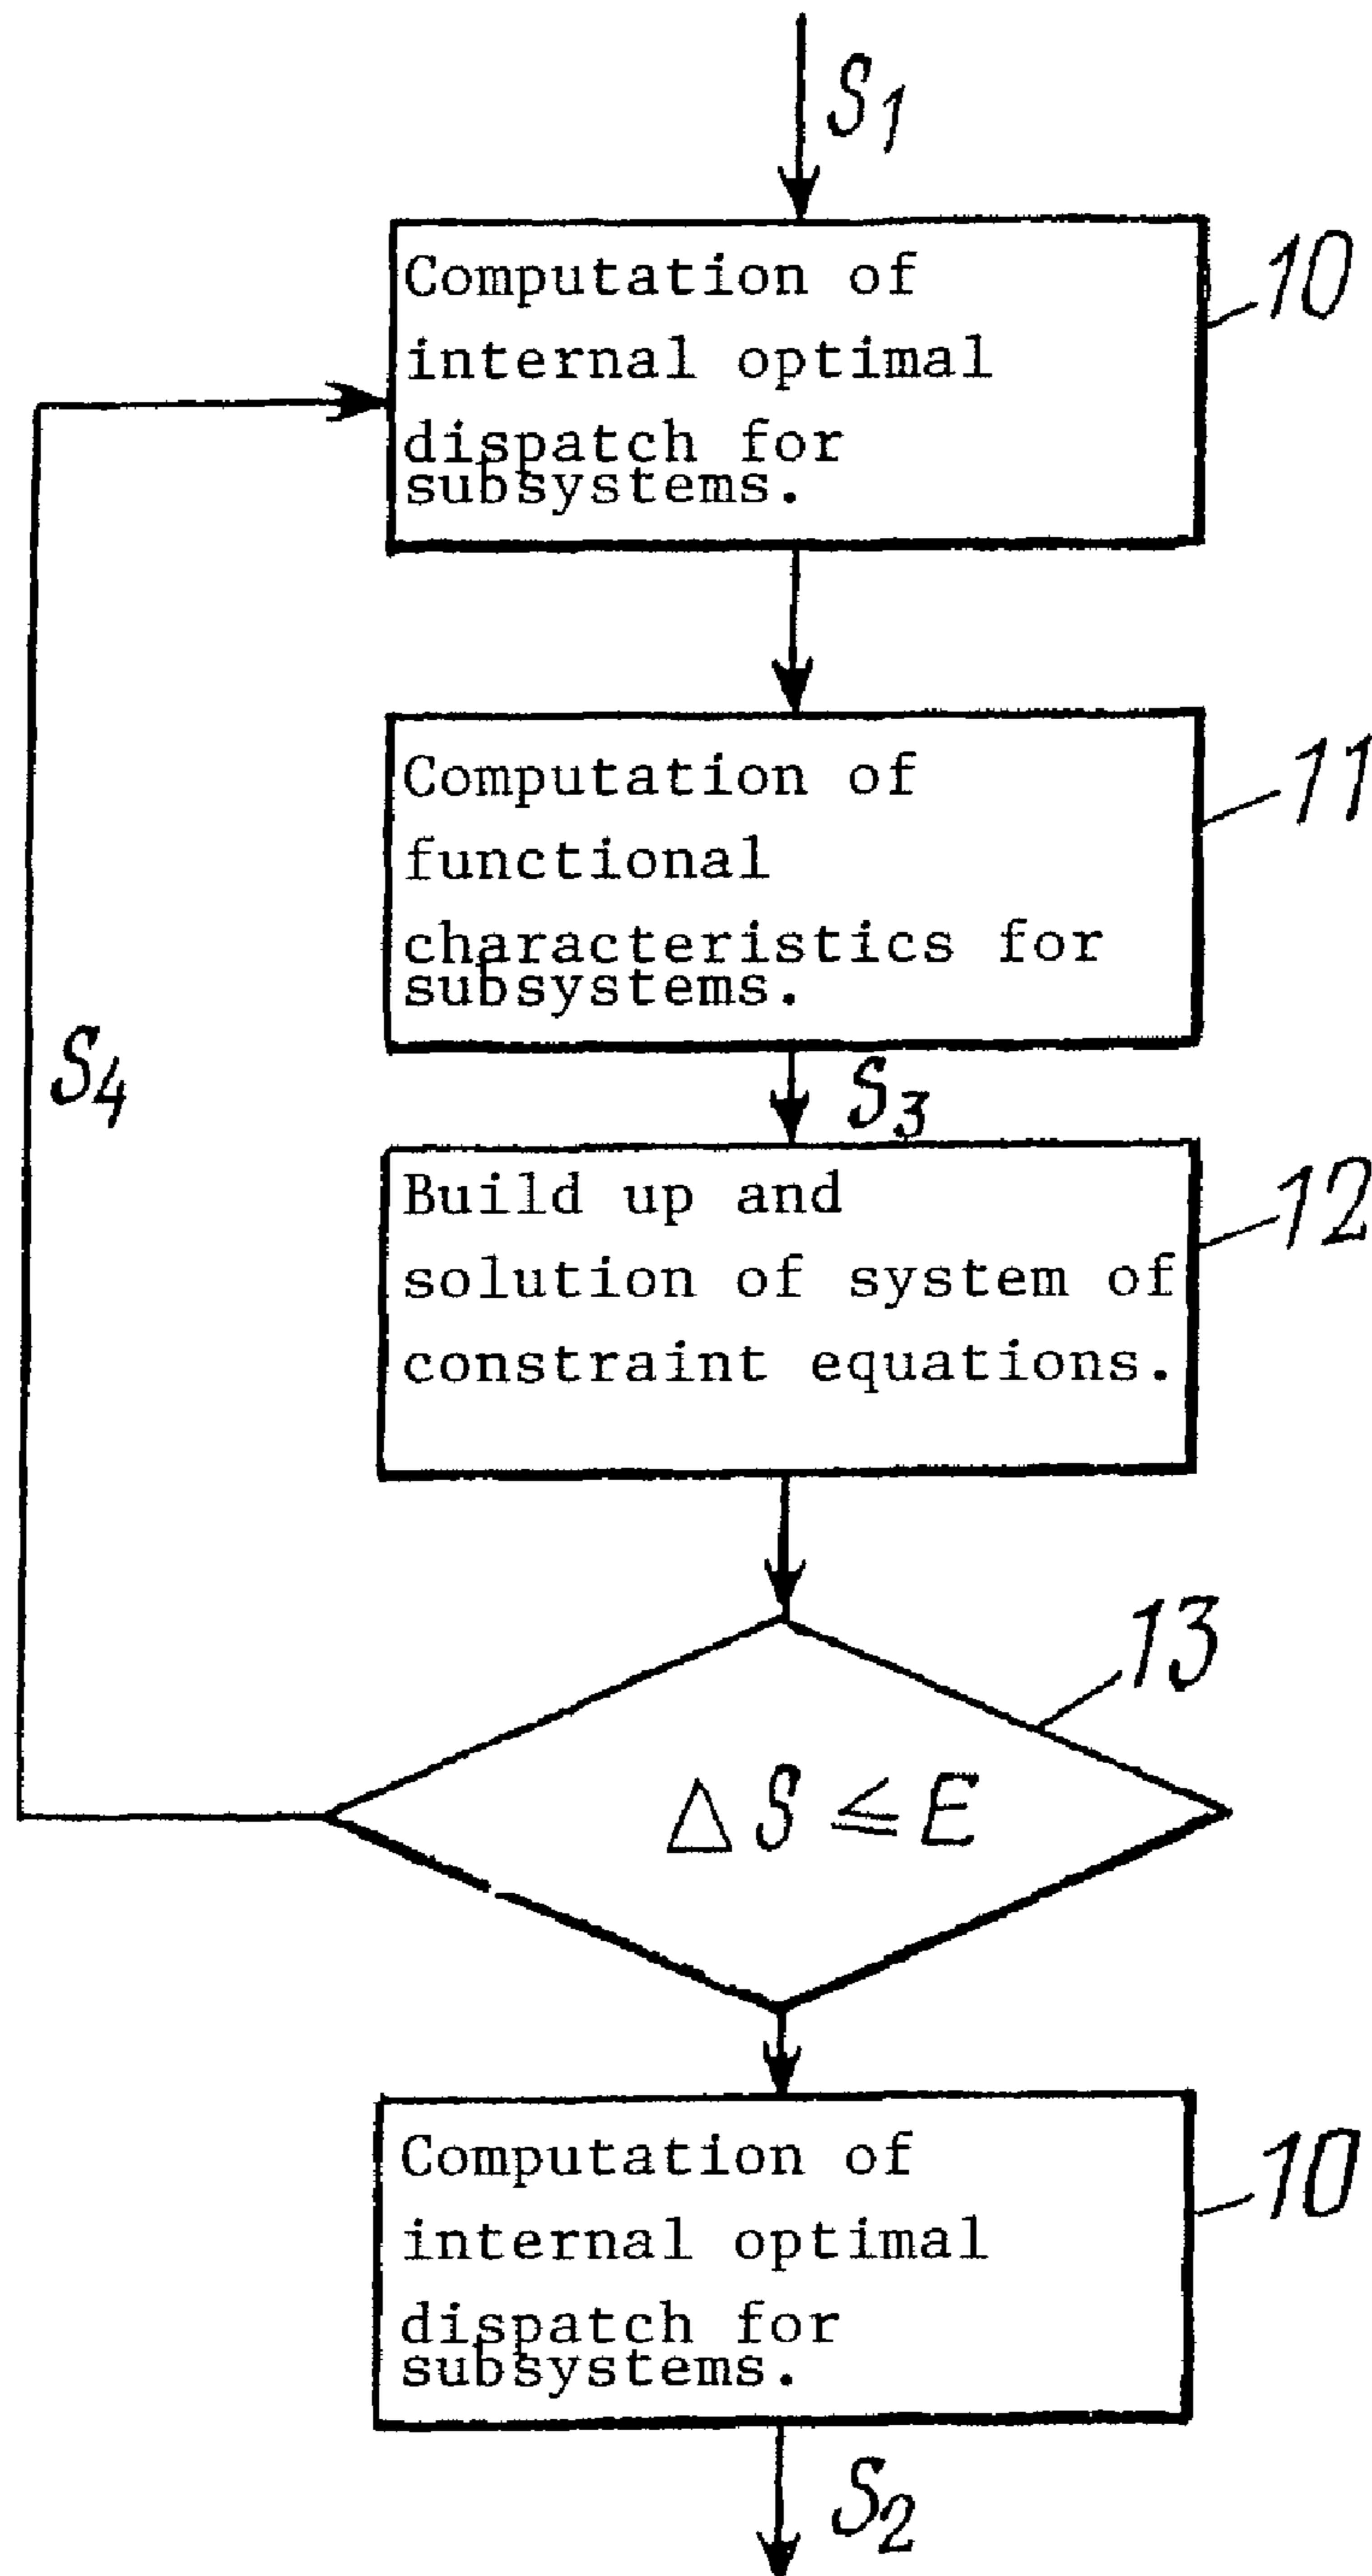 S1
Computation of
internal optimal
dispatch for
subsystems.
10
Computation of
functional
characteristics for
subsystems.
11
S4
S3
Build up and
solution of system of
constraint equations.
12
13
△ S ≤ E
Computation of
internal optimal
dispatch for
subsystems.
10
S2